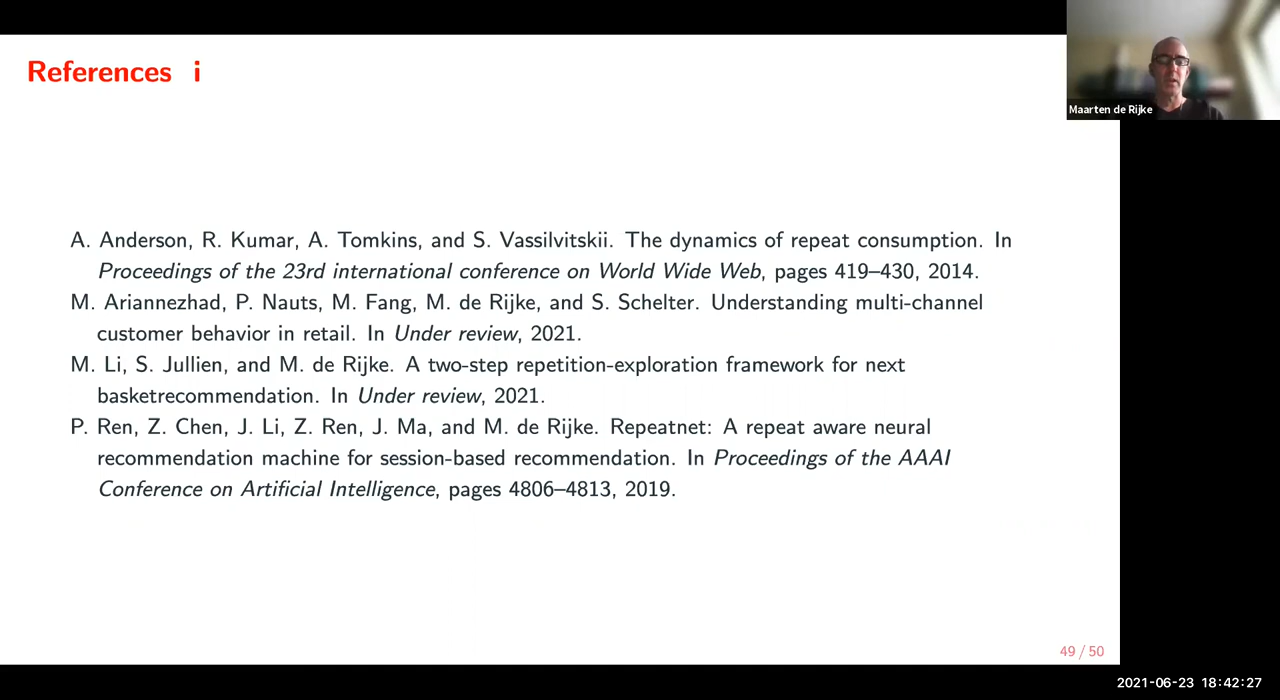 References i
Maarten de Rijke
A. Anderson, R. Kumar, A. Tomkins, and S. Vassilvitskii. The dynamics of repeat consumption. In
Proceedings of the 23rd international conference on World Wide Web, pages 419–430, 2014.
M. Ariannezhad, P. Nauts, M. Fang, M. de Rijke, and S. Schelter. Understanding multi-channel
customer behavior in retail. In Under review, 2021.
M. Li, S. Jullien, and M. de Rijke. A two-step repetition-exploration framework for next
basketrecommendation. In Under review, 2021.
P. Ren, Z. Chen, J. Li, Z. Ren, J. Ma, and M. de Rijke. Repeatnet: A repeat aware neural
recommendation machine for session-based recommendation. In Proceedings of the AAAI
Conference on Artificial Intelligence, pages 4806–4813, 2019.
49 / 50
2021-06-23 18:42:27